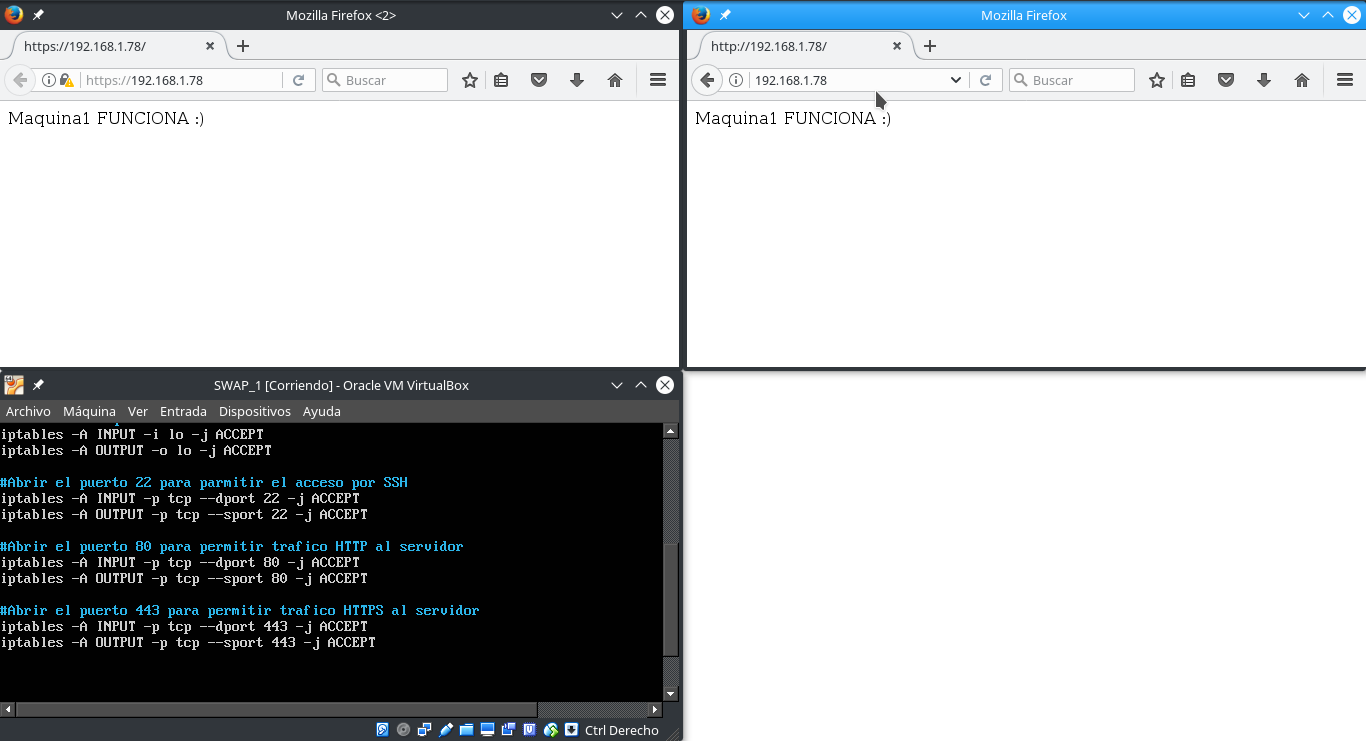 Mozilla Firefox <2>
https://192.168.1.78/
https://192.168.1.78
Buscar
Maquina1 FUNCIONA :)
Mozilla Firefox
http://192.168.1.78/
192.168.1.78
Buscar
Maquina1 FUNCIONA :)
SWAP_1 [Corriendo] - Oracle VM VirtualBox
Archivo Máquina Ver Entrada Dispositivos Ayuda
iptables -A INPUT -i lo -j ACCEPT
iptables -A OUTPUT -o lo -j ACCEPT
#Abrir el puerto 22 para parmitir el acceso por SSH
iptables -A INPUT -p tcp --dport 22 -j ACCEPT
iptables -A OUTPUT -p tcp --sport 22 -j ACCEPT
#Abrir el puerto 80 para permitir trafico HTTP al servidor
iptables -A INPUT -p tcp --dport 80 -j ACCEPT
iptables -A OUTPUT -p tcp --sport 80 -j ACCEPT
#Abrir el puerto 443 para permitir trafico HTTPS al servidor
iptables -A INPUT -p tcp --dport 443 -j ACCEPT
iptables -A OUTPUT -p tcp --sport 443 -j ACCEPT
Ctrl Derecho